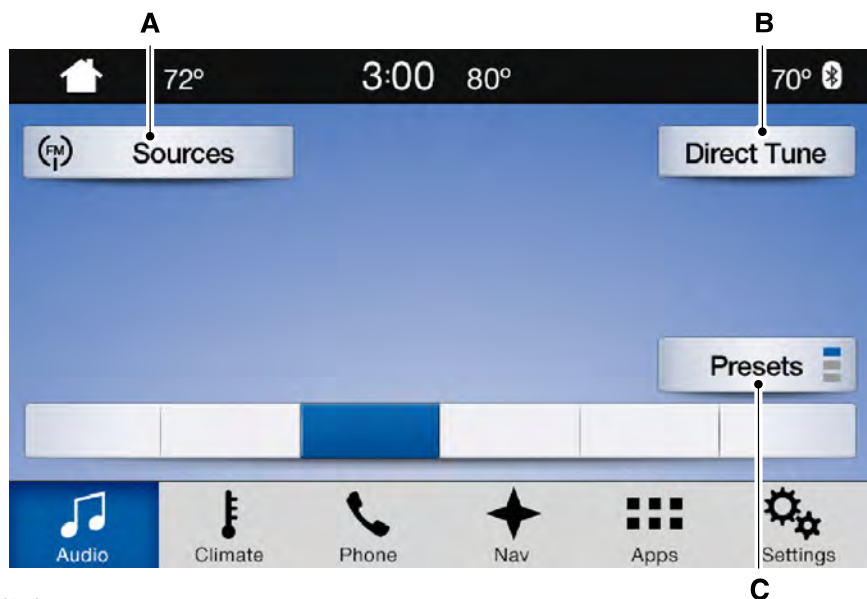 A B
72° 3:00 80° 70°
FM Sources Direct Tune
Presets
Audio Climate Phone Nav Apps Settings
C